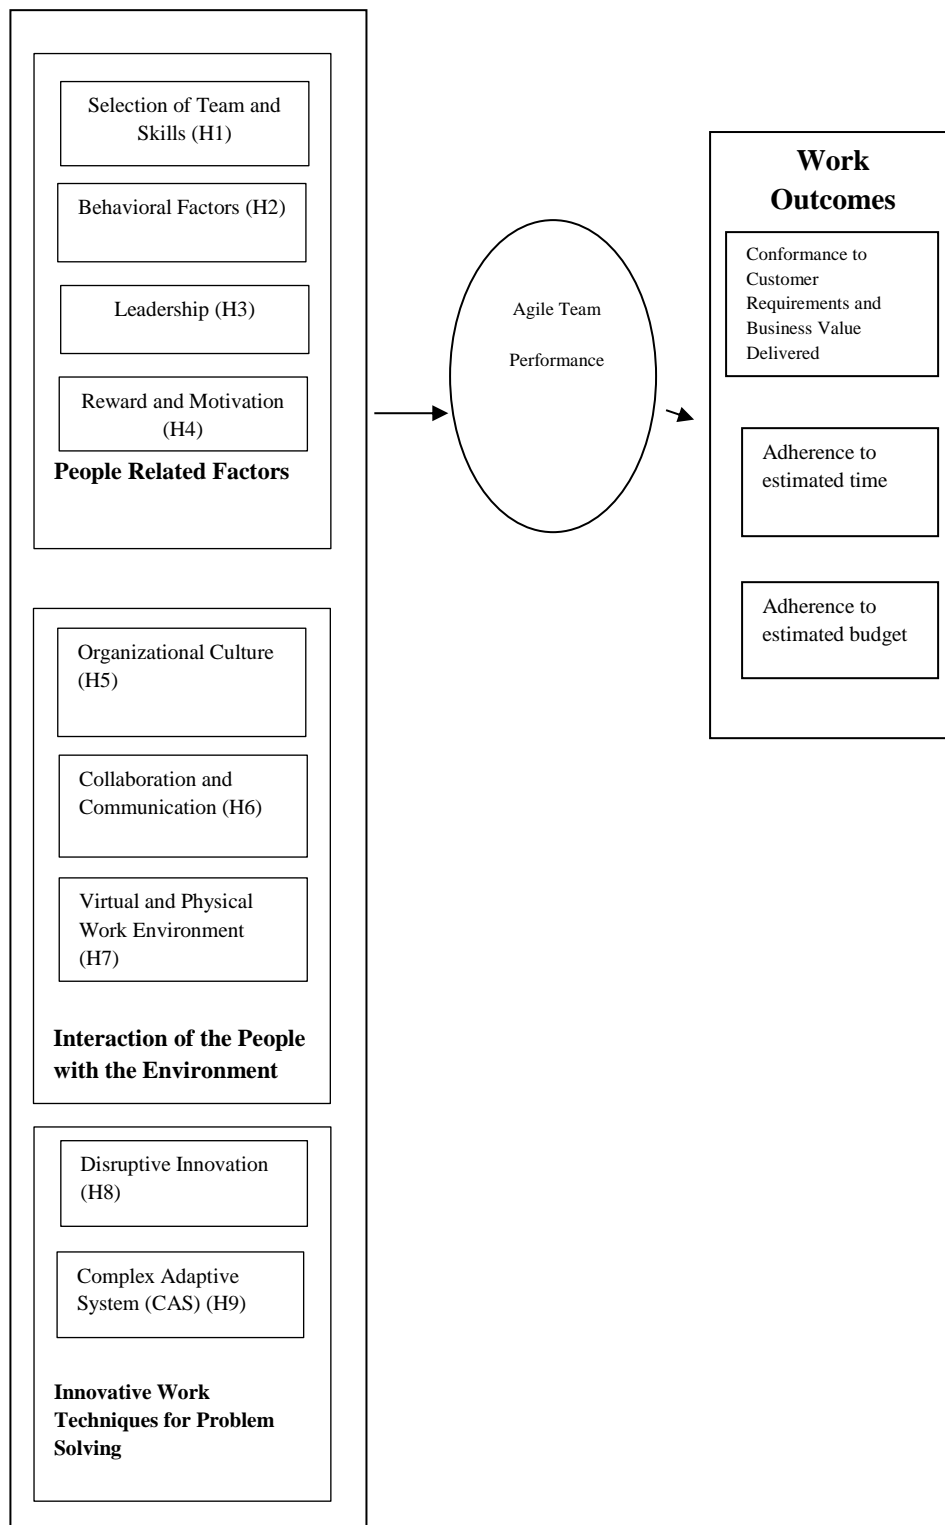 Selection of Team and
Skills (H1)
Behavioral Factors (H2)
Leadership (H3)
Reward and Motivation
(H4)
People Related Factors
Organizational Culture
(H5)
Collaboration and
Communication (H6)
Virtual and Physical
Work Environment
(H7)
Interaction of the People
with the Environment
Disruptive Innovation
(H8)
Complex Adaptive
System (CAS) (H9)
Innovative Work
Techniques for Problem
Solving
Agile Team
Performance
Work
Outcomes
Conformance to
Customer
Requirements and
Business Value
Delivered
Adherence to
estimated time
Adherence to
estimated budget